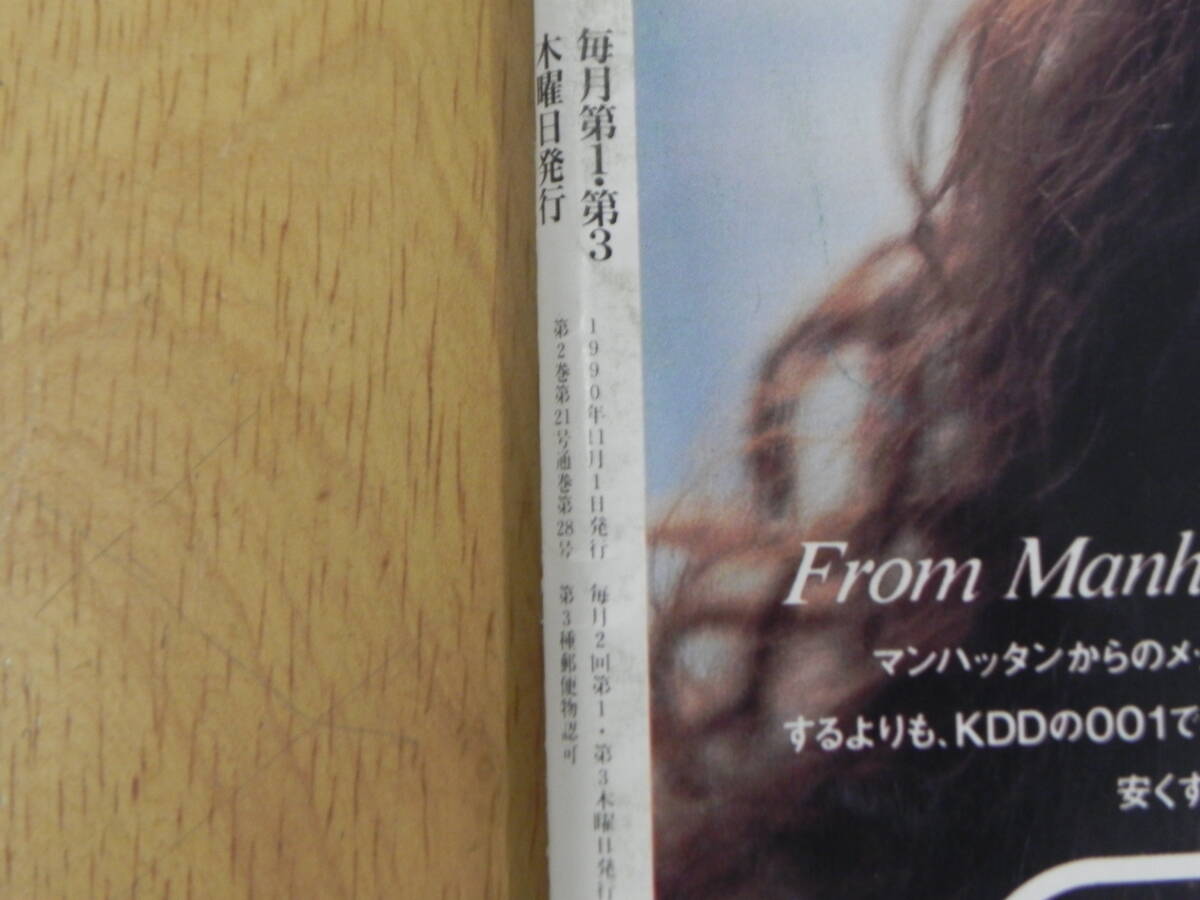 毎月第1・第3
木曜日発行
1990年11月1日発行
第2巻第21号通巻第28号
毎月2回第1・第3木曜日発行
第3種郵便物認可
From Manh
マンハッタンからのメ
するよりも、KDDの001で
安くす